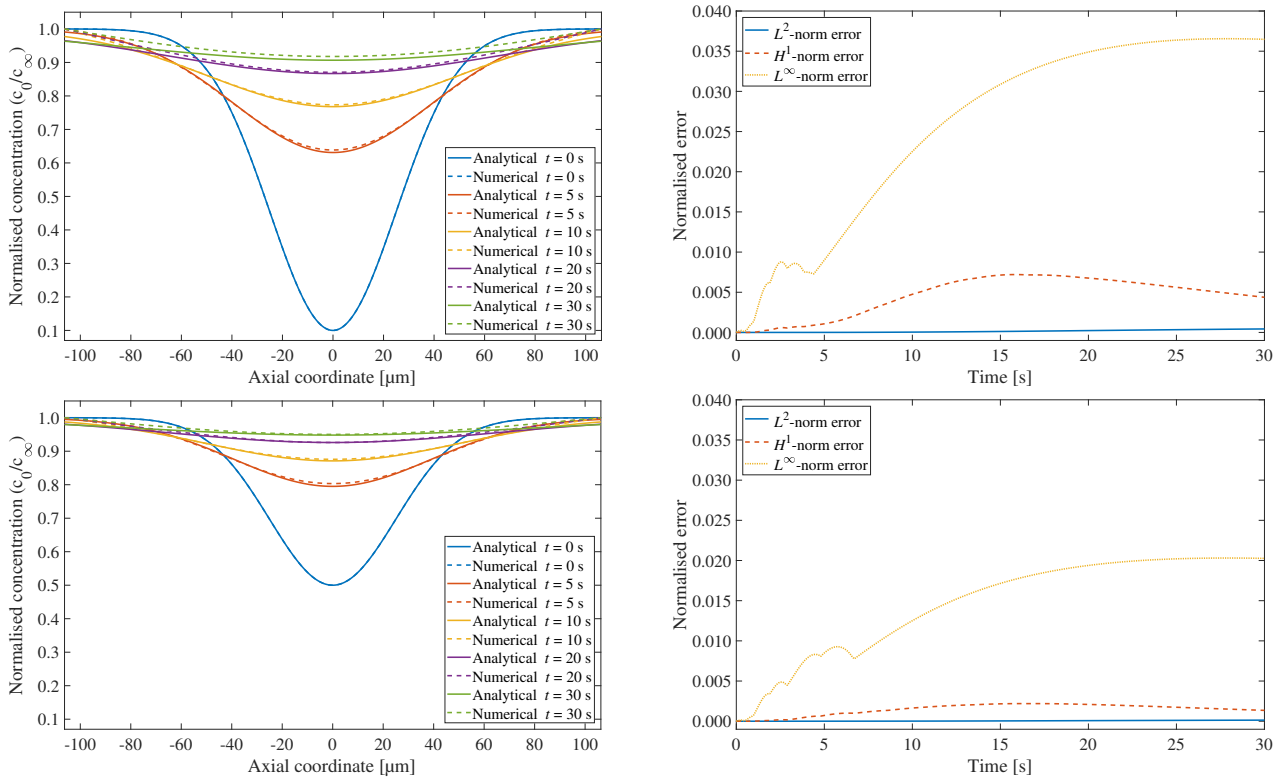 Normalised concentration (c0/c∞)
1.0
0.9
0.8
0.7
0.6
0.5
0.4
0.3
0.2
0.1
Analytical t = 0 s
Numerical t = 0 s
Analytical t = 5 s
Numerical t = 5 s
Analytical t = 10 s
Numerical t = 10 s
Analytical t = 20 s
Numerical t = 20 s
Analytical t = 30 s
Numerical t = 30 s
-100 -80 -60 -40 -20 0 20 40 60 80 100
Axial coordinate [µm]
Normalised error
0.040
0.035
0.030
0.025
0.020
0.015
0.010
0.005
0.000
L²-norm error
H¹-norm error
L∞-norm error
0 5 10 15 20 25 30
Time [s]
Normalised concentration (c0/c∞)
1.0
0.9
0.8
0.7
0.6
0.5
0.4
0.3
0.2
0.1
Analytical t = 0 s
Numerical t = 0 s
Analytical t = 5 s
Numerical t = 5 s
Analytical t = 10 s
Numerical t = 10 s
Analytical t = 20 s
Numerical t = 20 s
Analytical t = 30 s
Numerical t = 30 s
-100 -80 -60 -40 -20 0 20 40 60 80 100
Axial coordinate [µm]
Normalised error
0.040
0.035
0.030
0.025
0.020
0.015
0.010
0.005
0.000
L²-norm error
H¹-norm error
L∞-norm error
0 5 10 15 20 25 30
Time [s]